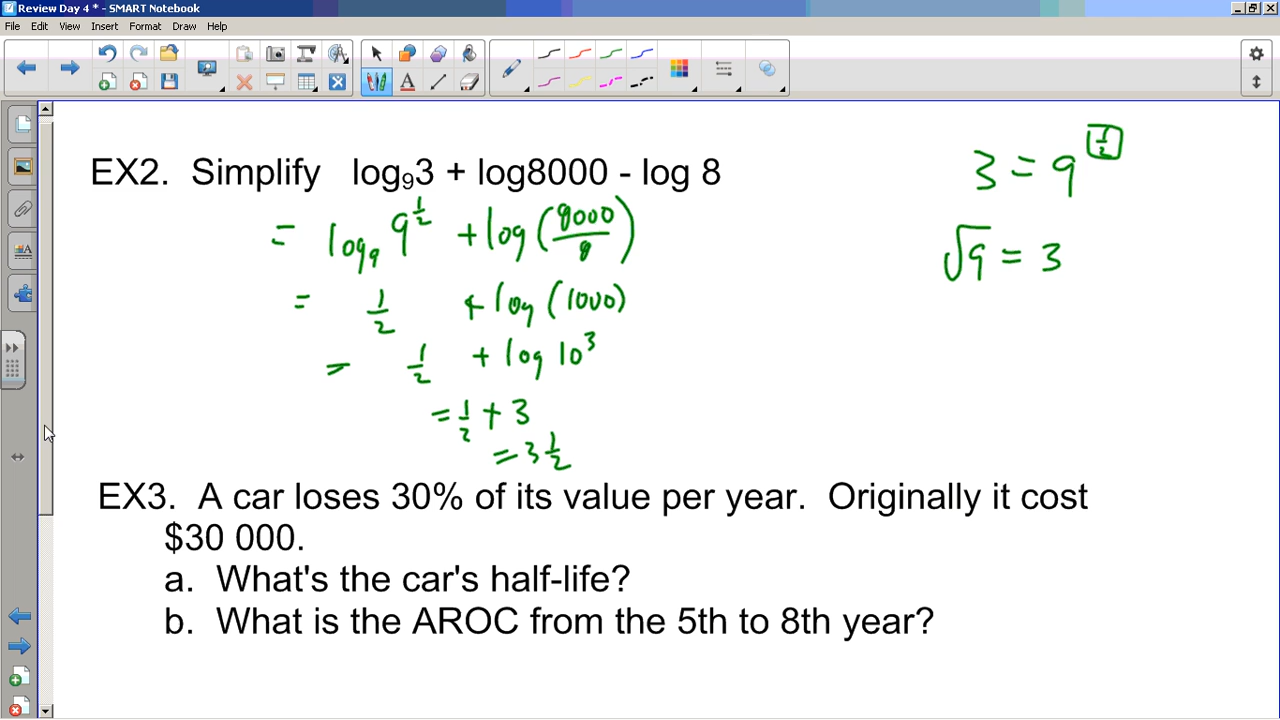 Review Day 4 * - SMART Notebook
File Edit View Insert Format Draw Help
EX2. Simplify log₉3 + log8000 - log 8
= log₉ 9^½ + log (8000/8)
= 1/2 + log (1000)
= 1/2 + log 10³
= 1/2 + 3
= 3 1/2
3 = 9^½
√9 = 3
EX3. A car loses 30% of its value per year. Originally it cost
$30 000.
a. What's the car's half-life?
b. What is the AROC from the 5th to 8th year?